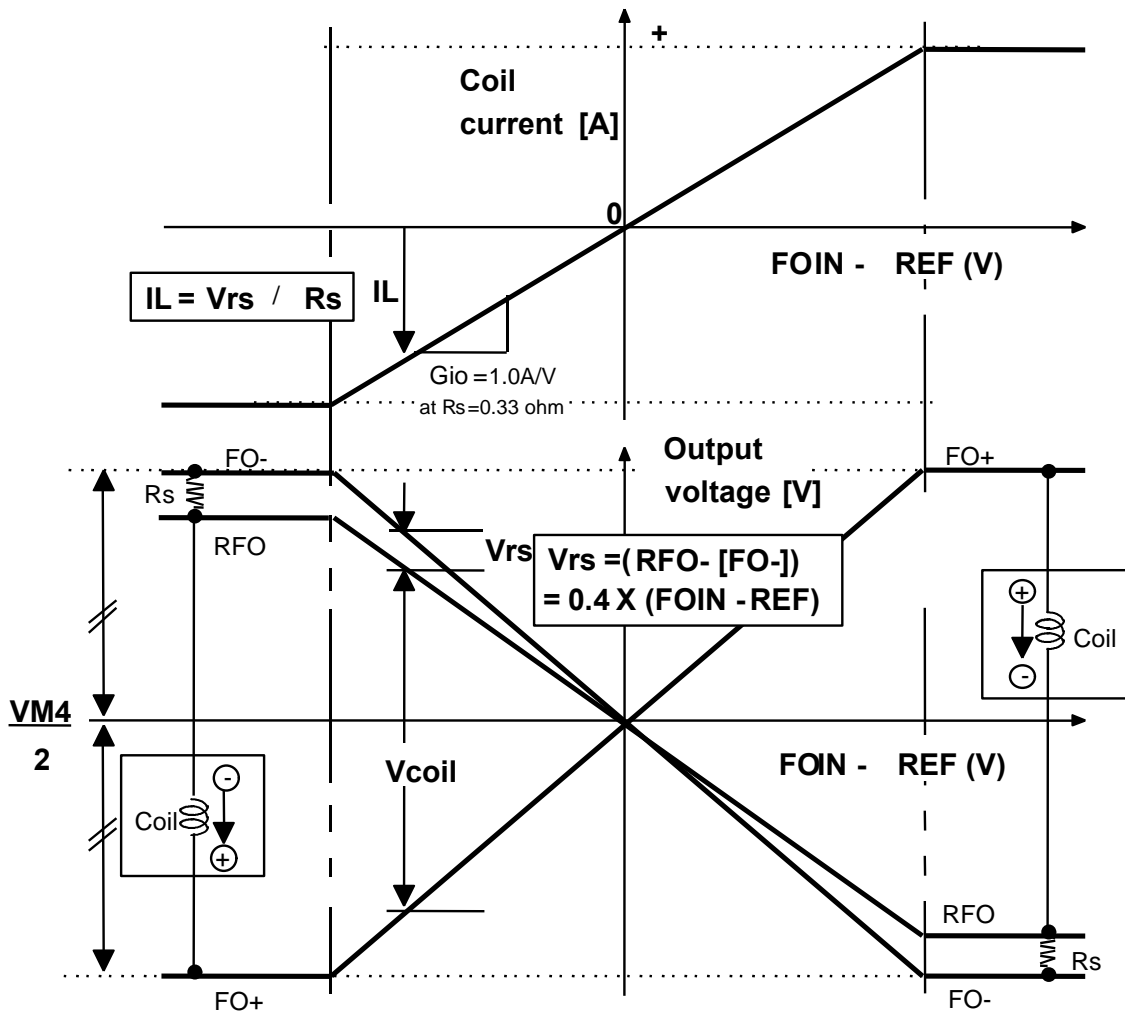 +
Coil
current [A]
0
FOIN - REF (V)
IL = Vrs / Rs
IL
Gio =1.0A/V
at Rs=0.33 ohm
Output
voltage [V]
FO-
FO+
Rs
RFO
Vrs
Vrs =(RFO- [FO-])
= 0.4 X (FOIN -REF)
+
Coil
-
VM4
2
FOIN - REF (V)
Vcoil
-
Coil
+
RFO
Rs
FO+
FO-